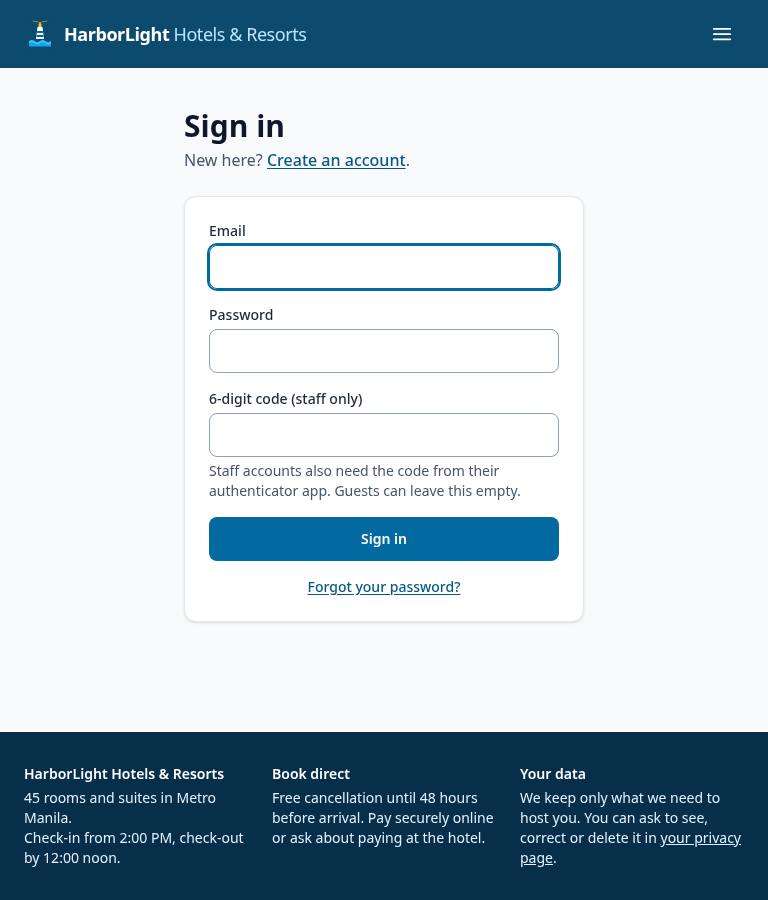 HarborLight Hotels & Resorts
Sign in
New here? Create an account.
Email
Password
6-digit code (staff only)
Staff accounts also need the code from their
authenticator app. Guests can leave this empty.
Sign in
Forgot your password?
HarborLight Hotels & Resorts
45 rooms and suites in Metro
Manila.
Check-in from 2:00 PM, check-out
by 12:00 noon.
Book direct
Free cancellation until 48 hours
before arrival. Pay securely online
or ask about paying at the hotel.
Your data
We keep only what we need to
host you. You can ask to see,
correct or delete it in your privacy
page.